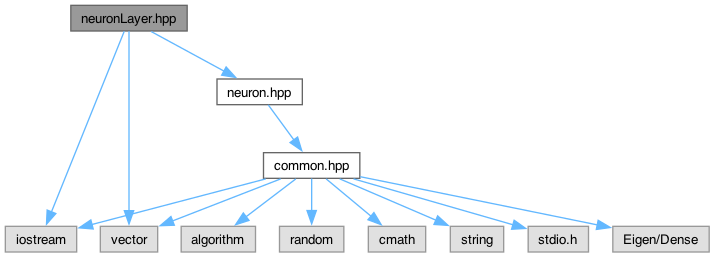 neuronLayer.hpp
neuron.hpp
common.hpp
iostream
vector
algorithm
random
cmath
string
stdio.h
Eigen/Dense